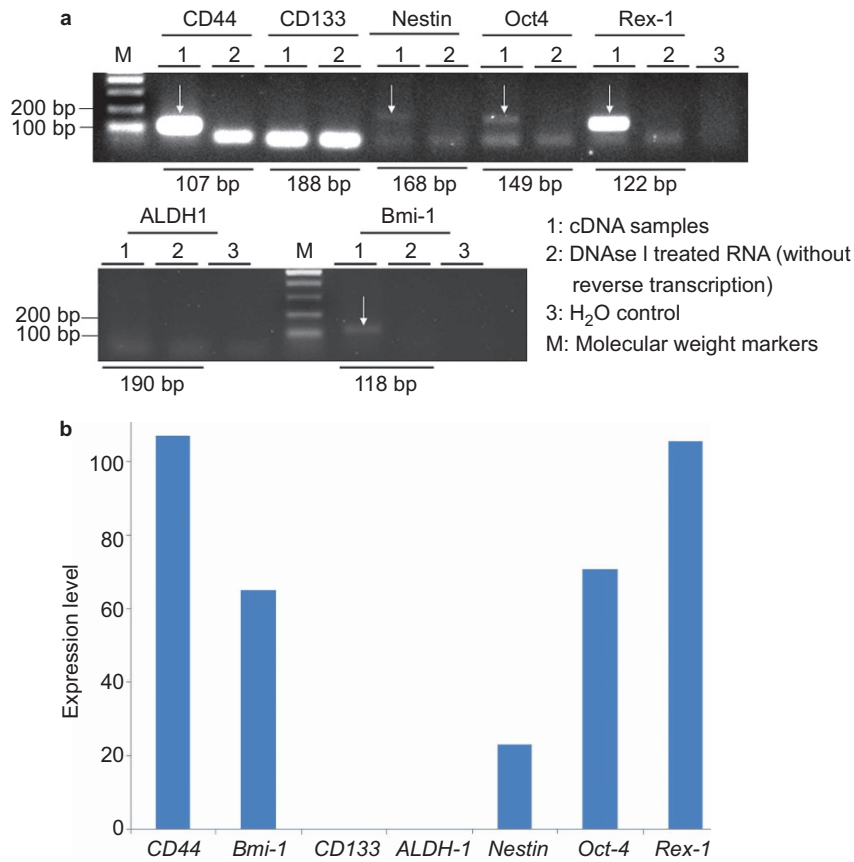 a
CD44 CD133 Nestin Oct4 Rex-1
M 1 2 1 2 1 2 1 2 1 2 3
200 bp
100 bp
107 bp 188 bp 168 bp 149 bp 122 bp
ALDH1 Bmi-1
1 2 3 M 1 2 3
200 bp
100 bp
190 bp 118 bp
1: cDNA samples
2: DNAse I treated RNA (without
reverse transcription)
3: H2O control
M: Molecular weight markers
b
Expression level
100
80
60
40
20
0
CD44 Bmi-1 CD133 ALDH-1 Nestin Oct-4 Rex-1